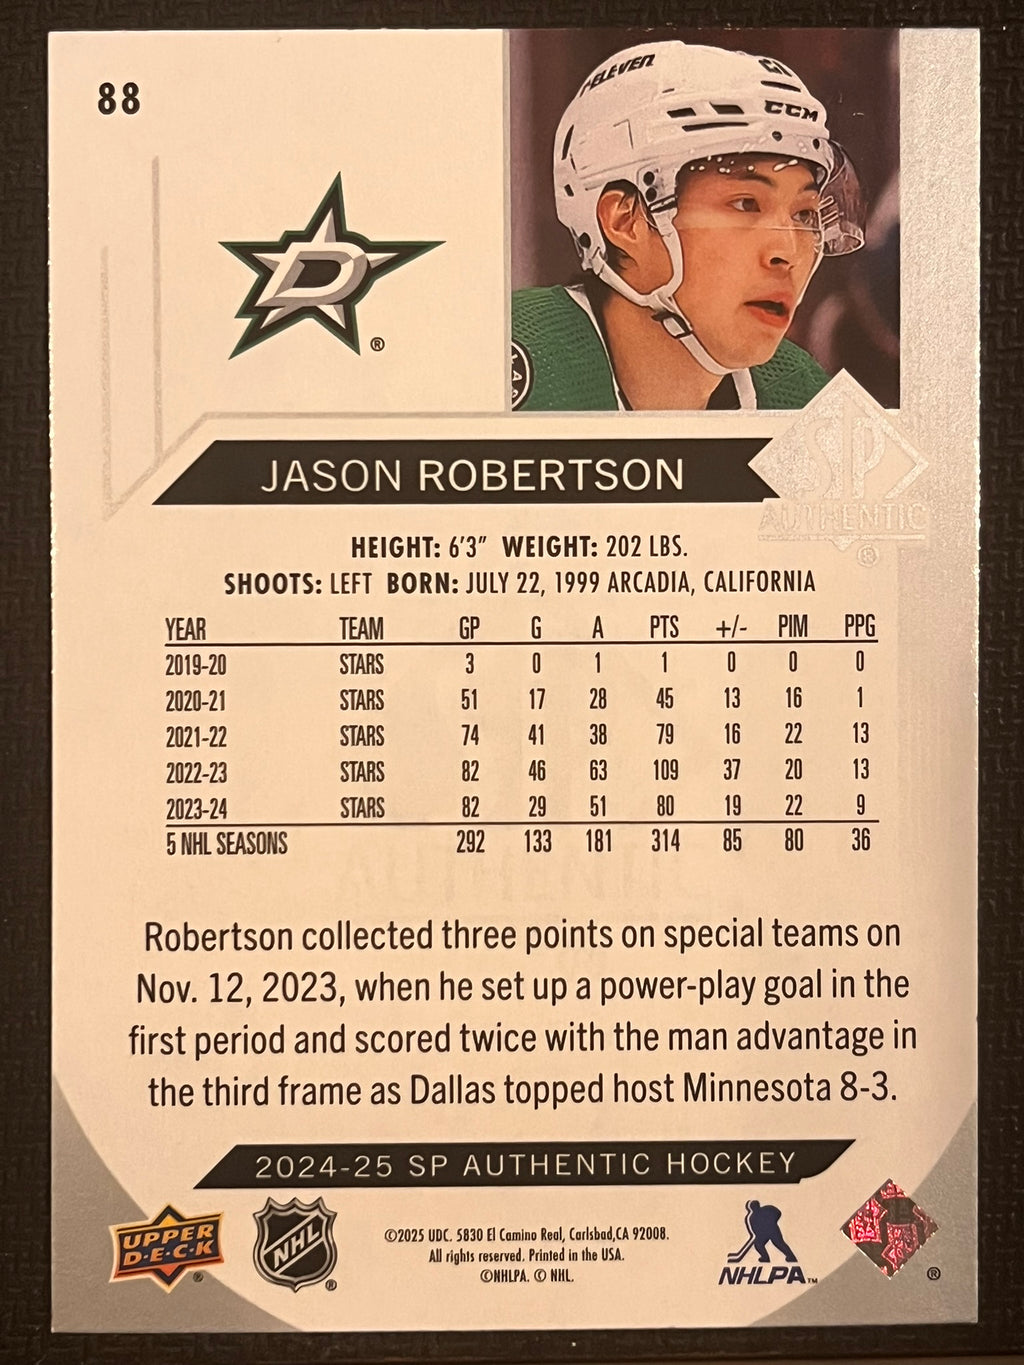 88
7-ELEVEN
CCM
D
®
JASON ROBERTSON
SP
AUTHENTIC
®
HEIGHT: 6'3" WEIGHT: 202 LBS.
SHOOTS: LEFT BORN: JULY 22, 1999 ARCADIA, CALIFORNIA
YEAR TEAM GP G A PTS +/- PIM PPG
2019-20 STARS 3 0 1 1 0 0 0
2020-21 STARS 51 17 28 45 13 16 1
2021-22 STARS 74 41 38 79 16 22 13
2022-23 STARS 82 46 63 109 37 20 13
2023-24 STARS 82 29 51 80 19 22 9
5 NHL SEASONS 292 133 181 314 85 80 36
Robertson collected three points on special teams on
Nov. 12, 2023, when he set up a power-play goal in the
first period and scored twice with the man advantage in
the third frame as Dallas topped host Minnesota 8-3.
2024-25 SP AUTHENTIC HOCKEY
UPPER
D·E·C·K
®
NHL
®
©2025 UDC. 5830 El Camino Real, Carlsbad,CA 92008.
All rights reserved. Printed in the USA.
©NHLPA. © NHL.
NHLPA™
®